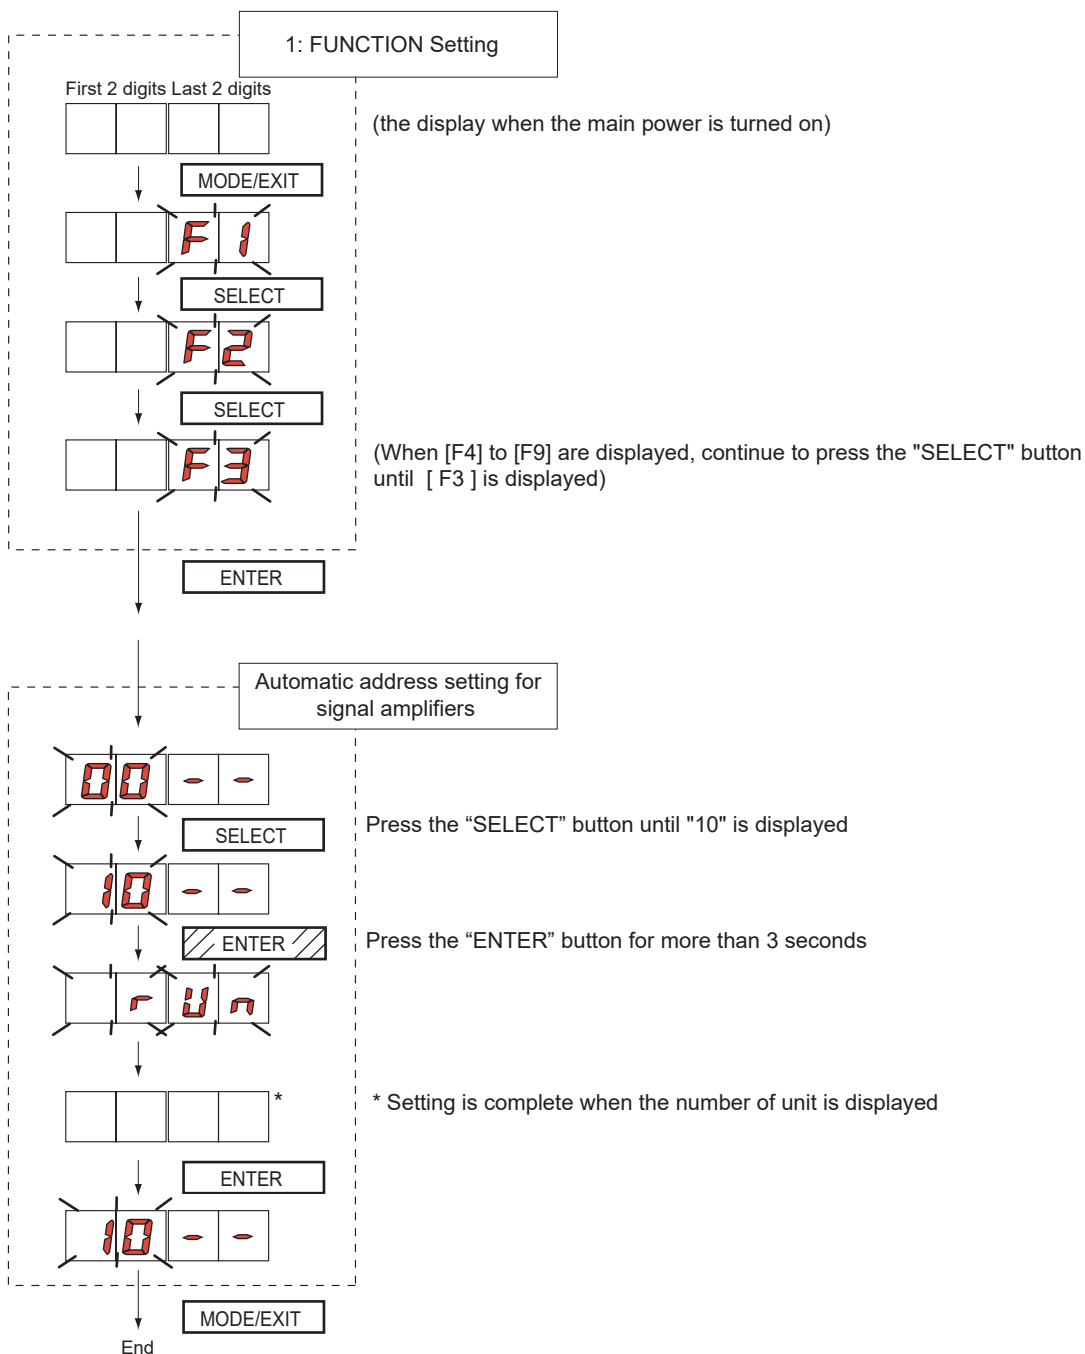 1: FUNCTION Setting
First 2 digits Last 2 digits
(the display when the main power is turned on)
MODE/EXIT
F1
SELECT
F2
SELECT
F3
(When [F4] to [F9] are displayed, continue to press the "SELECT" button
until [ F3 ] is displayed)
ENTER
Automatic address setting for
signal amplifiers
00--
SELECT
Press the “SELECT” button until "10" is displayed
10--
ENTER
Press the “ENTER” button for more than 3 seconds
rUn
*
* Setting is complete when the number of unit is displayed
ENTER
10--
MODE/EXIT
End